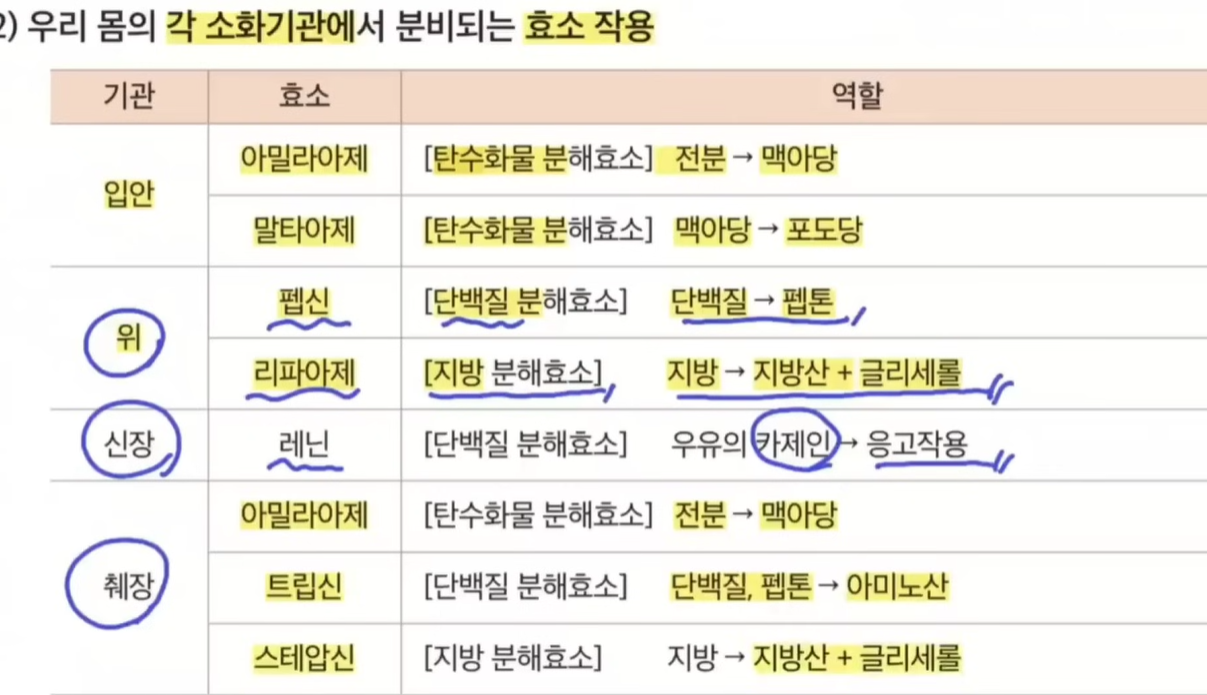 2) 우리 몸의 각 소화기관에서 분비되는 효소 작용
기관 효소 역할
입안
아밀라아제 [탄수화물 분해효소] 전분 → 맥아당
말타아제 [탄수화물 분해효소] 맥아당 → 포도당
위
펩신 [단백질 분해효소] 단백질 → 펩톤
리파아제 [지방 분해효소] 지방 → 지방산 + 글리세롤
신장 레닌 [단백질 분해효소] 우유의 카제인 → 응고작용
췌장
아밀라아제 [탄수화물 분해효소] 전분 → 맥아당
트립신 [단백질 분해효소] 단백질, 펩톤 → 아미노산
스테압신 [지방 분해효소] 지방 → 지방산 + 글리세롤